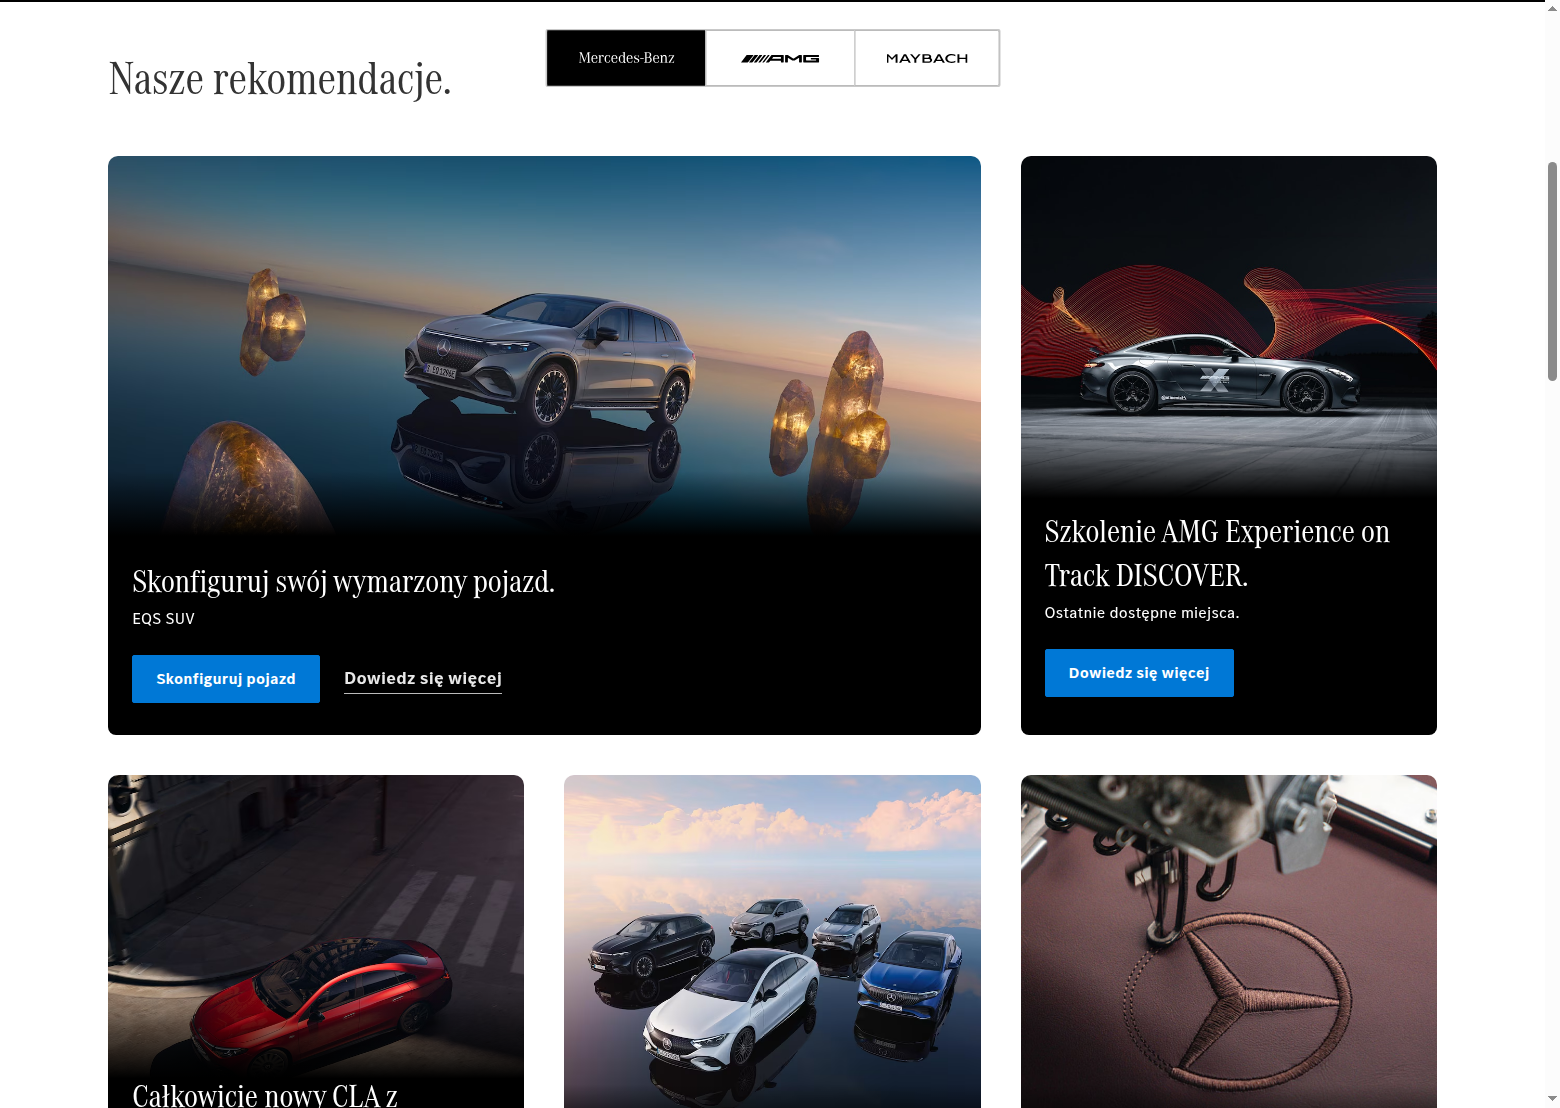 Nasze rekomendacje.
Mercedes-Benz
AMG
MAYBACH
Skonfiguruj swój wymarzony pojazd.
EQS SUV
Skonfiguruj pojazd
Dowiedz się więcej
Szkolenie AMG Experience on
Track DISCOVER.
Ostatnie dostępne miejsca.
Dowiedz się więcej
Całkowicie nowy CLA z